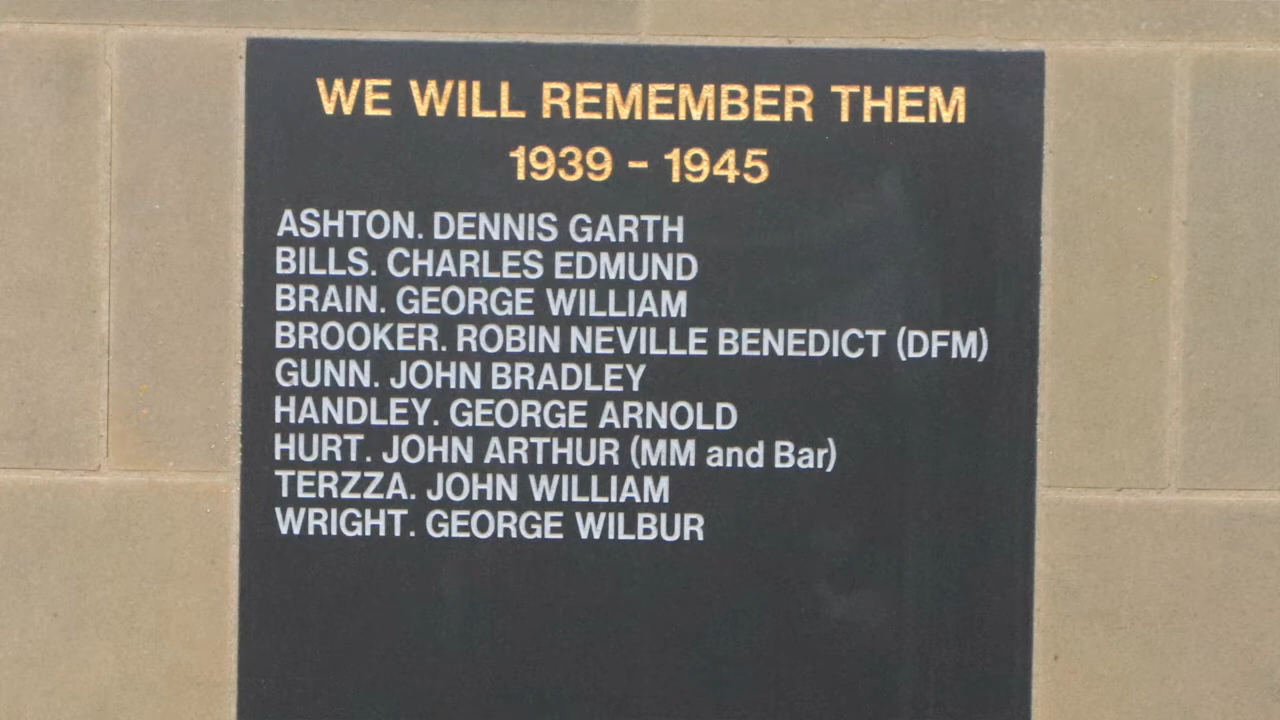 WE WILL REMEMBER THEM
1939 - 1945
ASHTON. DENNIS GARTH
BILLS. CHARLES EDMUND
BRAIN. GEORGE WILLIAM
BROOKER. ROBIN NEVILLE BENEDICT (DFM)
GUNN. JOHN BRADLEY
HANDLEY. GEORGE ARNOLD
HURT. JOHN ARTHUR (MM and Bar)
TERZZA. JOHN WILLIAM
WRIGHT. GEORGE WILBUR